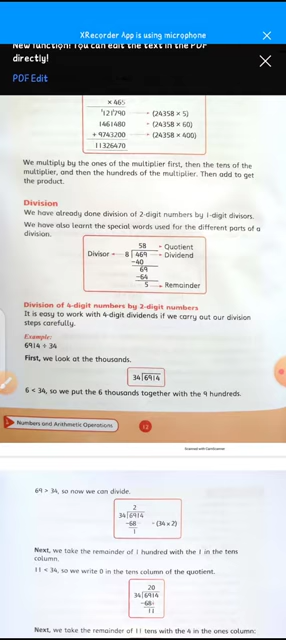 XRecorder App is using microphone
New function! You can edit the text in the PDF
directly!
PDF Edit
× 465
121790 - (24358 × 5)
1461480 - (24358 × 60)
+ 9743200 - (24358 × 400)
11326470
We multiply by the ones of the multiplier first, then the tens of the
multiplier, and then the hundreds of the multiplier. Then add to get
the product.
Division
We have already done division of 2-digit numbers by 1-digit divisors.
We have also learnt the special words used for the different parts of a
division.
58 - Quotient
Divisor - 8 469 - Dividend
-40
69
-64
5 - Remainder
Division of 4-digit numbers by 2-digit numbers
It is easy to work with 4-digit dividends if we carry out our division
steps carefully.
Example:
6914 ÷ 34
First, we look at the thousands.
34 6914
6 < 34, so we put the 6 thousands together with the 9 hundreds.
Numbers and Arithmetic Operations 12
Scanned with CamScanner
69 > 34, so now we can divide.
2
34 6914
-68 - (34 × 2)
1
Next, we take the remainder of 1 hundred with the 1 in the tens
column.
11 < 34, so we write 0 in the tens column of the quotient.
20
34 6914
-68
11
Next, we take the remainder of 11 tens with the 4 in the ones column: